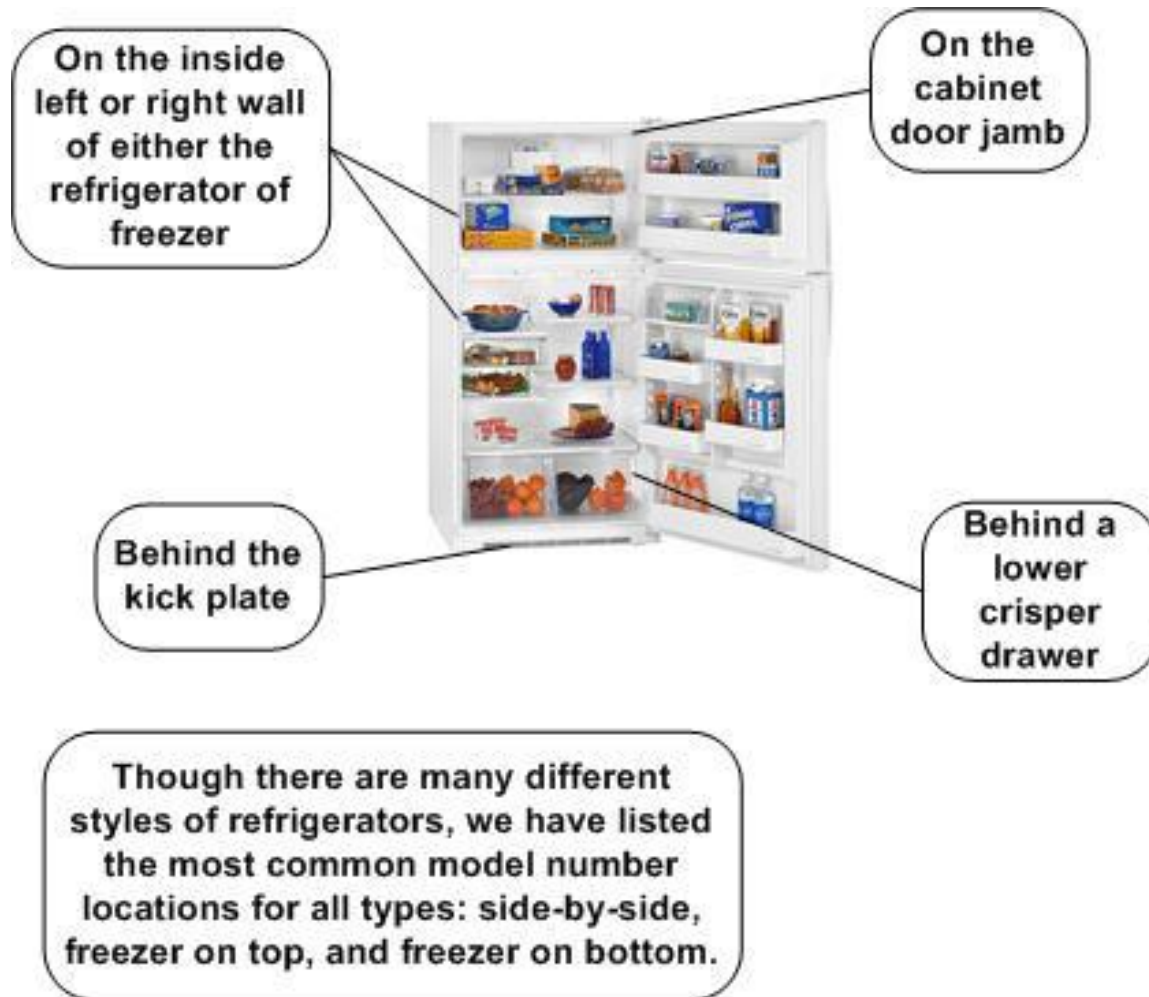 On the inside
left or right wall
of either the
refrigerator of
freezer
On the
cabinet
door jamb
Behind the
kick plate
Behind a
lower
crisper
drawer
Though there are many different
styles of refrigerators, we have listed
the most common model number
locations for all types: side-by-side,
freezer on top, and freezer on bottom.